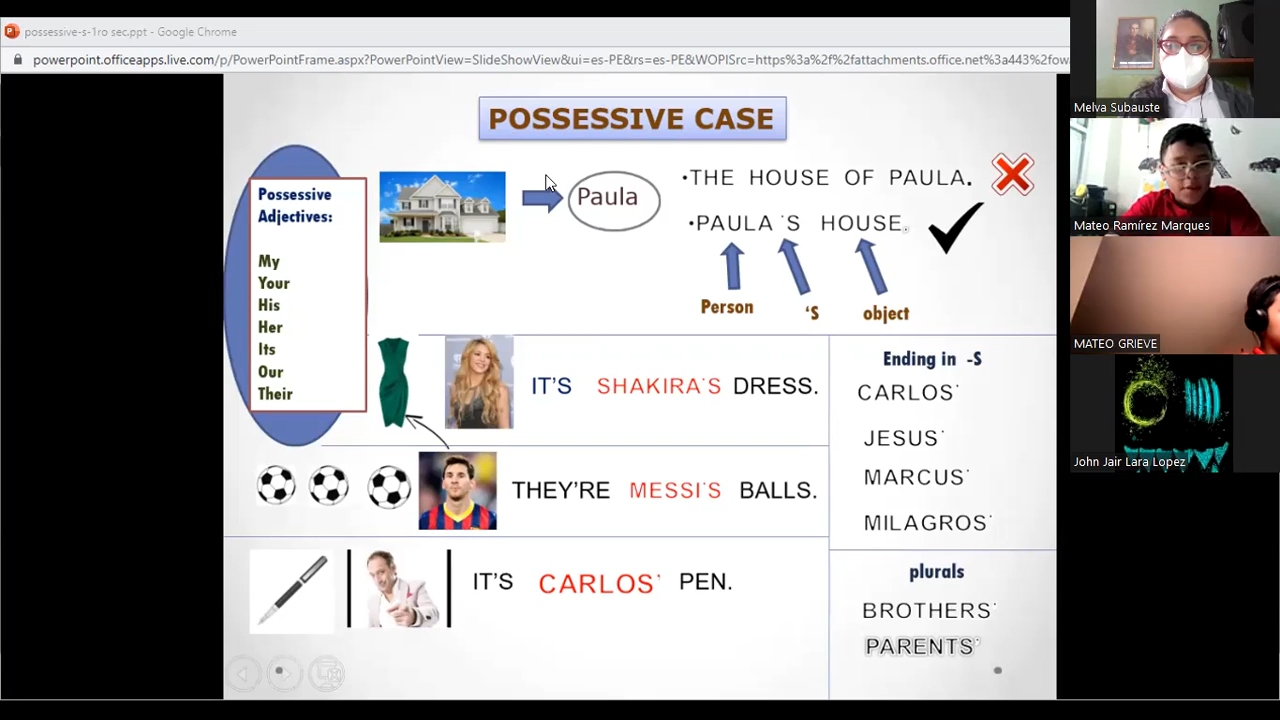 possessive-s-1ro sec.ppt - Google Chrome
powerpoint.officeapps.live.com/p/PowerPointFrame.aspx?PowerPointView=SlideShowView&ui=es-PE&rs=es-PE&WOPISrc=https%3a%2f%2fattachments.office.net%3a443%2fow
POSSESSIVE CASE
Possessive
Adjectives:
My
Your
His
Her
Its
Our
Their
Paula
•THE HOUSE OF PAULA.
•PAULA`S HOUSE.
Person
‘S
object
IT’S SHAKIRA`S DRESS.
THEY’RE MESSI`S BALLS.
IT’S CARLOS’ PEN.
Ending in -S
CARLOS`
JESUS`
MARCUS`
MILAGROS`
plurals
BROTHERS`
PARENTS`
Melva Subauste
Mateo Ramírez Marques
MATEO GRIEVE
John Jair Lara Lopez